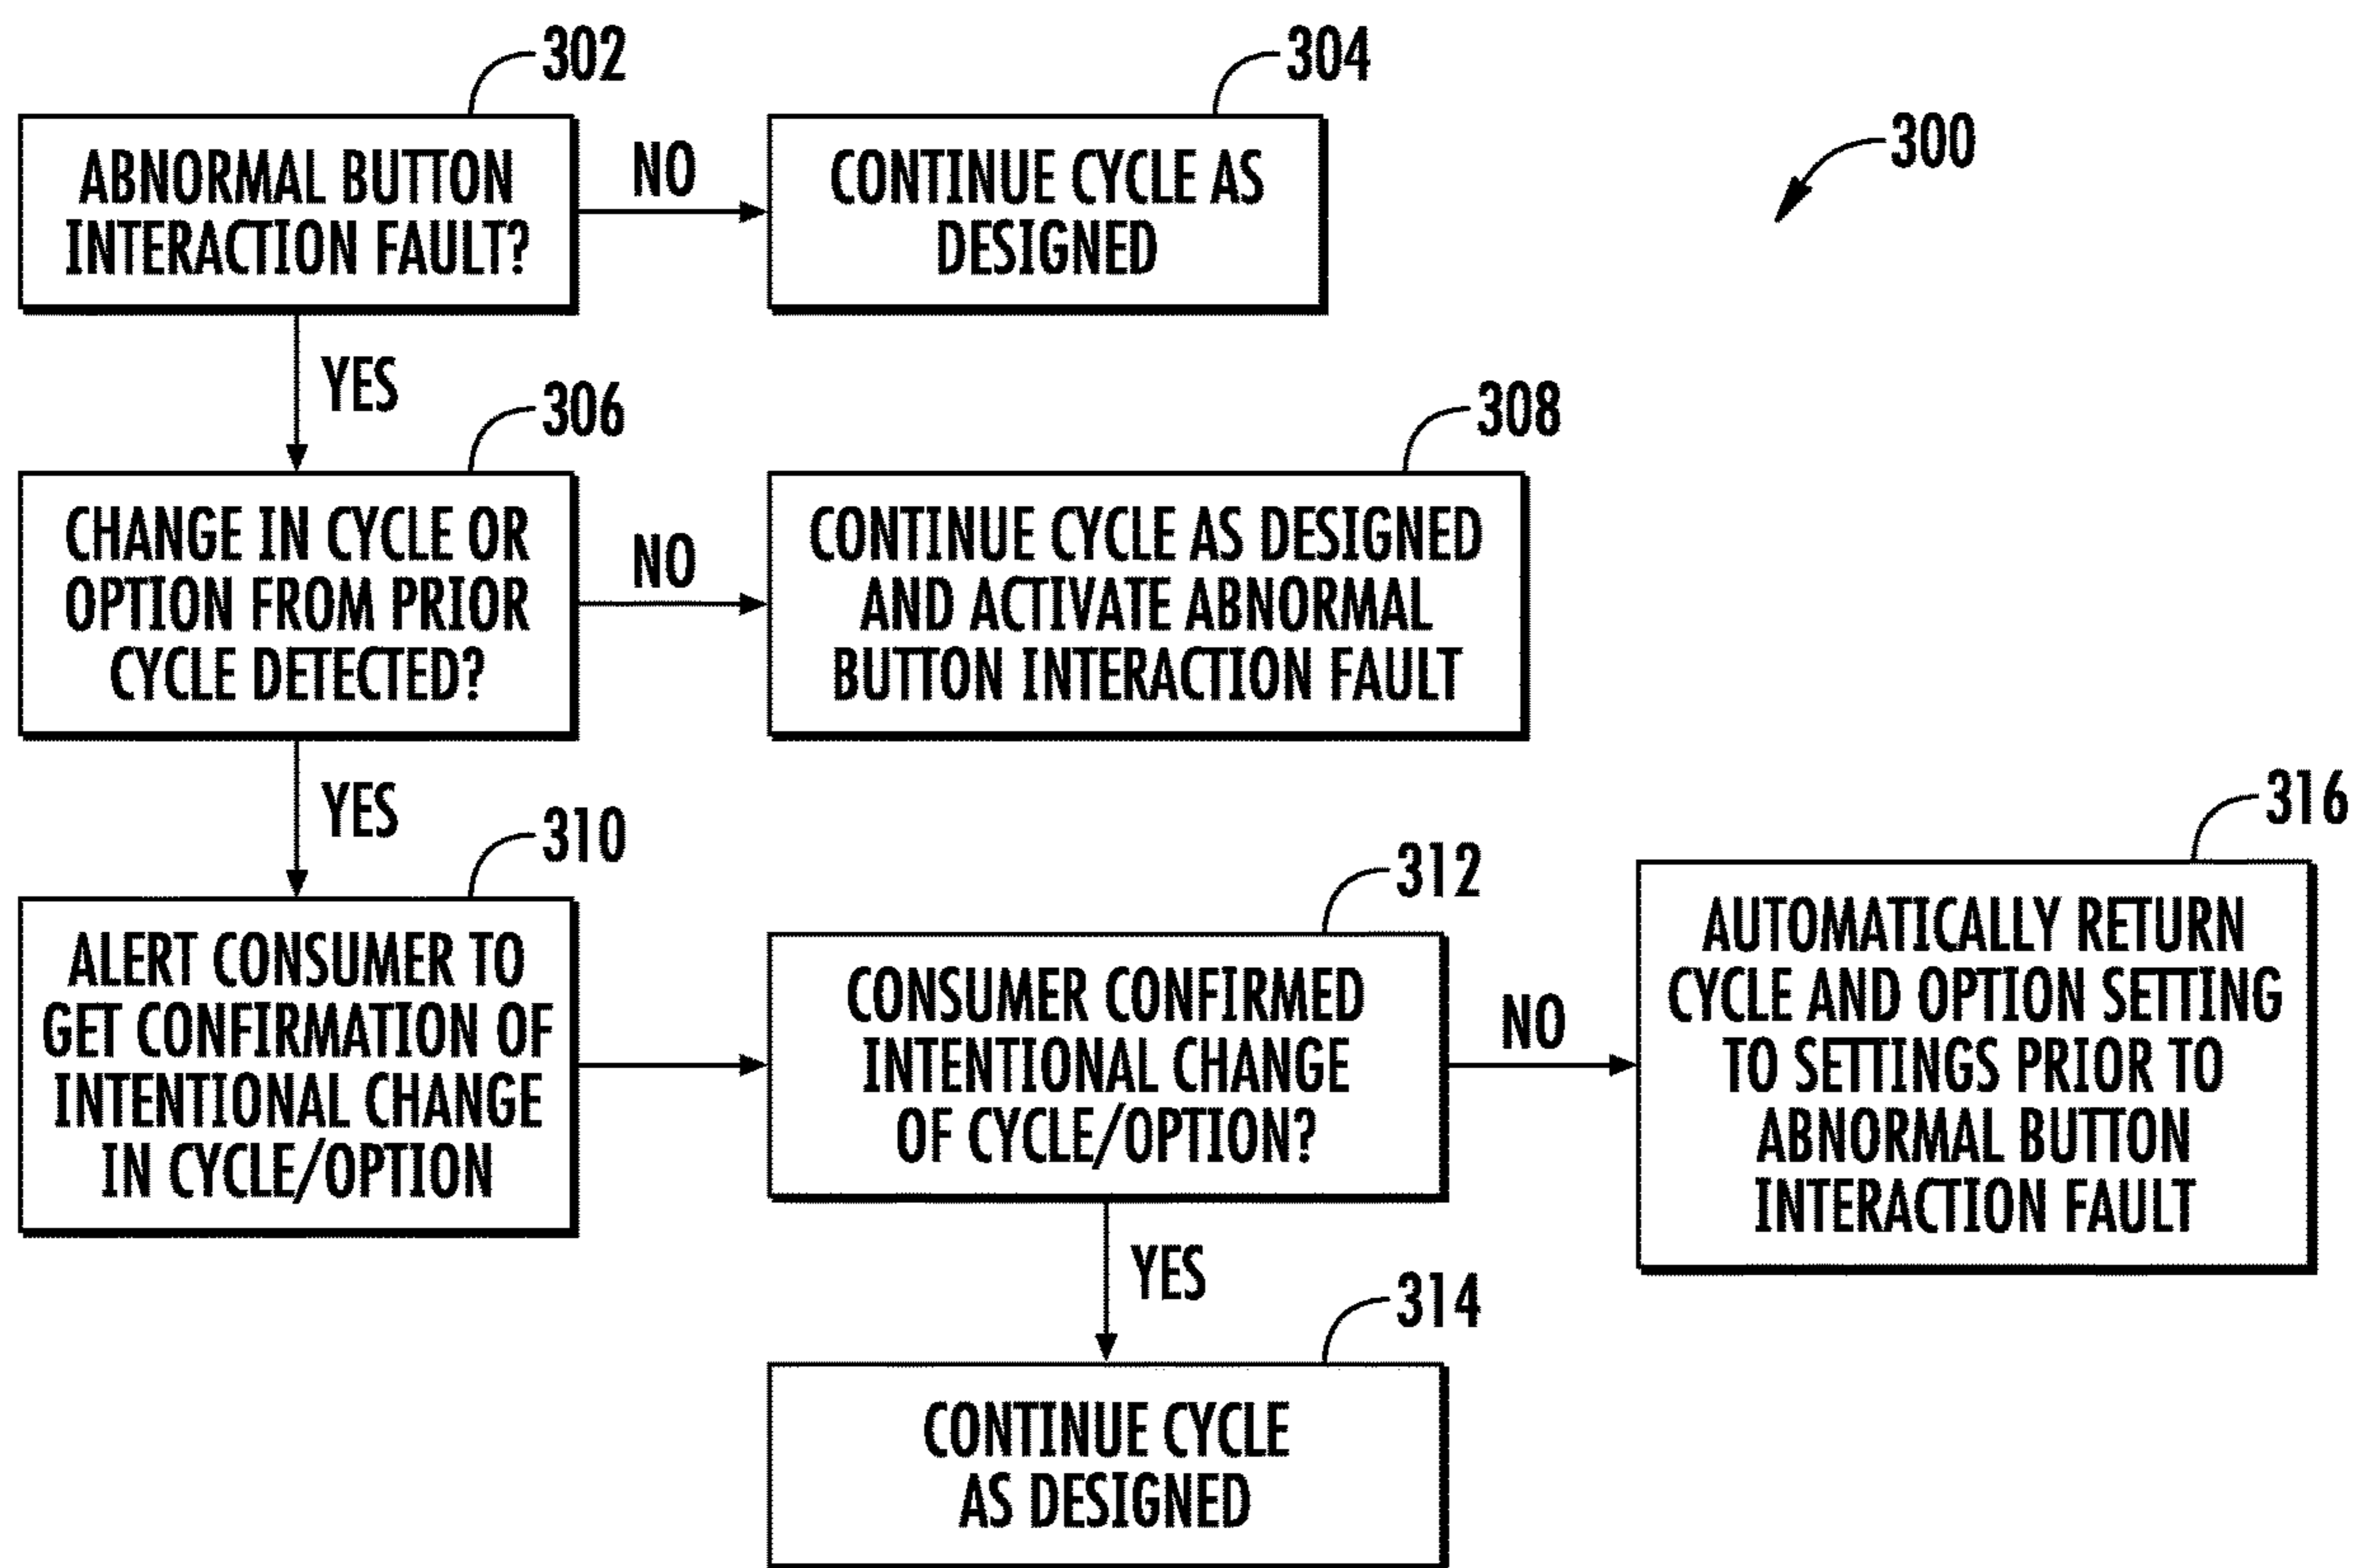 302
304
300
ABNORMAL BUTTON
INTERACTION FAULT?
NO
CONTINUE CYCLE AS
DESIGNED
YES
306
308
CHANGE IN CYCLE OR
OPTION FROM PRIOR
CYCLE DETECTED?
NO
CONTINUE CYCLE AS DESIGNED
AND ACTIVATE ABNORMAL
BUTTON INTERACTION FAULT
YES
310
312
316
ALERT CONSUMER TO
GET CONFIRMATION OF
INTENTIONAL CHANGE
IN CYCLE/OPTION
CONSUMER CONFIRMED
INTENTIONAL CHANGE
OF CYCLE/OPTION?
NO
AUTOMATICALLY RETURN
CYCLE AND OPTION SETTING
TO SETTINGS PRIOR TO
ABNORMAL BUTTON
INTERACTION FAULT
YES
314
CONTINUE CYCLE
AS DESIGNED